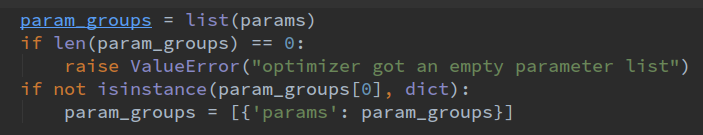 param_groups = list(params)
if len(param_groups) == 0:
    raise ValueError("optimizer got an empty parameter list")
if not isinstance(param_groups[0], dict):
    param_groups = [{'params': param_groups}]